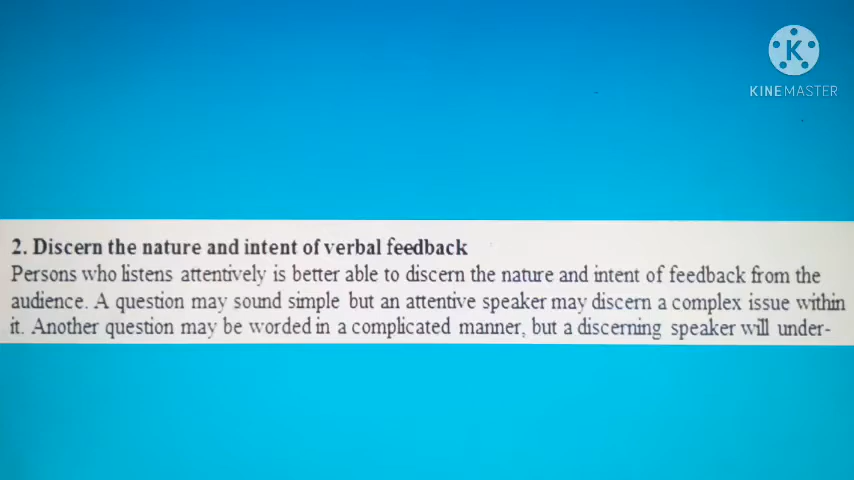 K
KINEMASTER
2. Discern the nature and intent of verbal feedback
Persons who listens attentively is better able to discern the nature and intent of feedback from the
audience. A question may sound simple but an attentive speaker may discern a complex issue within
it. Another question may be worded in a complicated manner, but a discerning speaker will under-